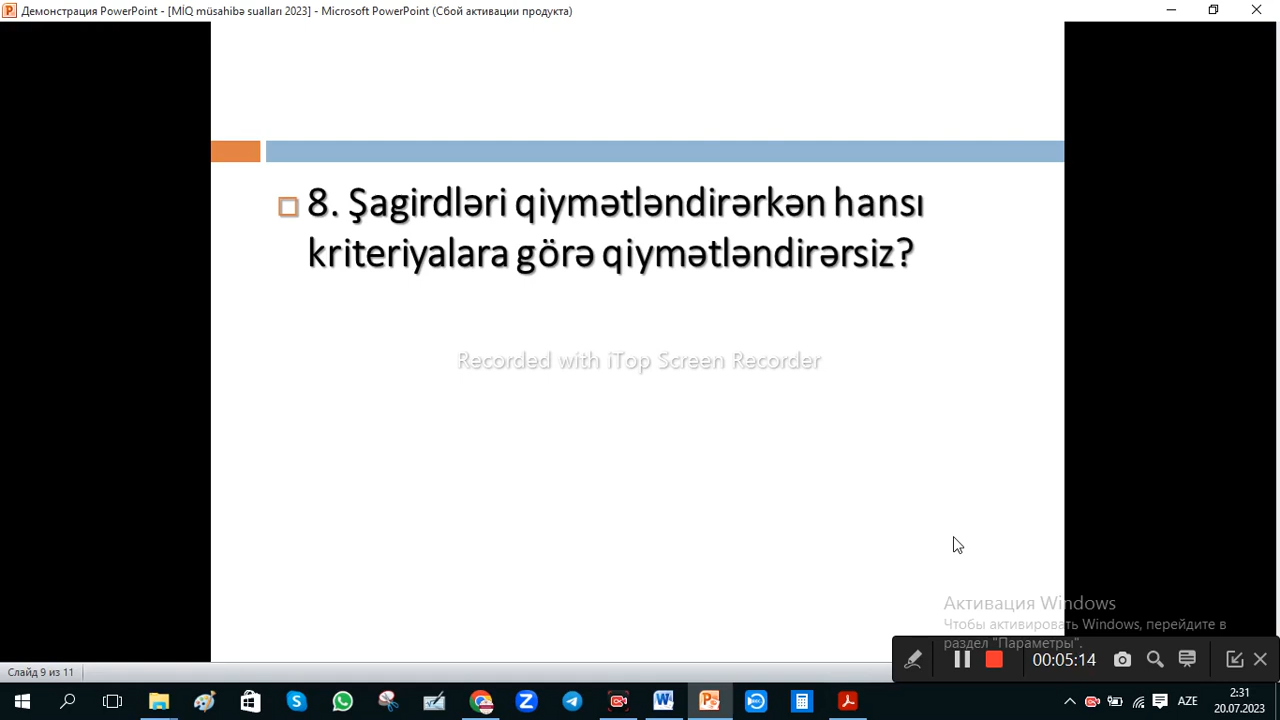 Демонстрация PowerPoint - [MİQ müsahibə sualları 2023] - Microsoft PowerPoint (Сбой активации продукта)
8. Şagirdləri qiymətləndirərkən hansı
kriteriyalara görə qiymətləndirərsiz?
Recorded with iTop Screen Recorder
Активация Windows
Чтобы активировать Windows, перейдите в
раздел "Параметры".
00:05:14
Слайд 9 из 11
AZE
2:31
20.07.2023